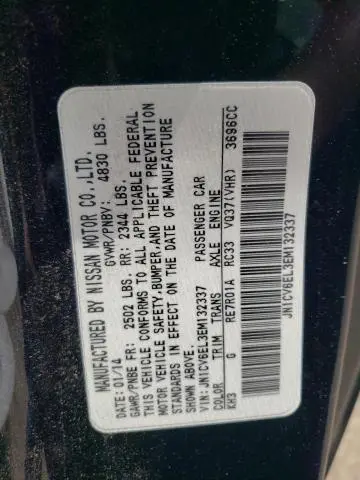 MANUFACTURED BY NISSAN MOTOR CO.,LTD.
DATE: 01/14 GVWR/PNBV: 4830 LBS.
GAWR/PNBE FR: 2502 LBS. RR: 2344 LBS.
THIS VEHICLE CONFORMS TO ALL APPLICABLE FEDERAL
MOTOR VEHICLE SAFETY,BUMPER,AND THEFT PREVENTION
STANDARDS IN EFFECT ON THE DATE OF MANUFACTURE
SHOWN ABOVE.
VIN: JN1CV6EL3EM132337 PASSENGER CAR
COLOR TRIM TRANS AXLE ENGINE
KH3 G RE7R01A RC33 VQ37(VHR) 3696CC
JN1CV6EL3EM132337